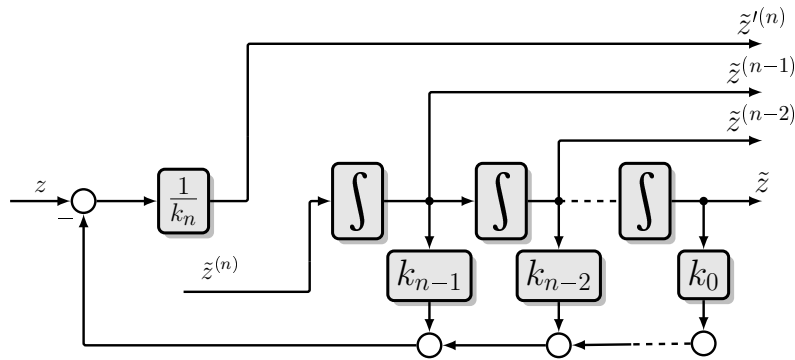 z̃′⁽ⁿ⁾
z̃⁽ⁿ⁻¹⁾
z̃⁽ⁿ⁻²⁾
z − 1/kₙ ∫ ∫ ∫ z̃
z̃⁽ⁿ⁾
kₙ₋₁ kₙ₋₂ k₀